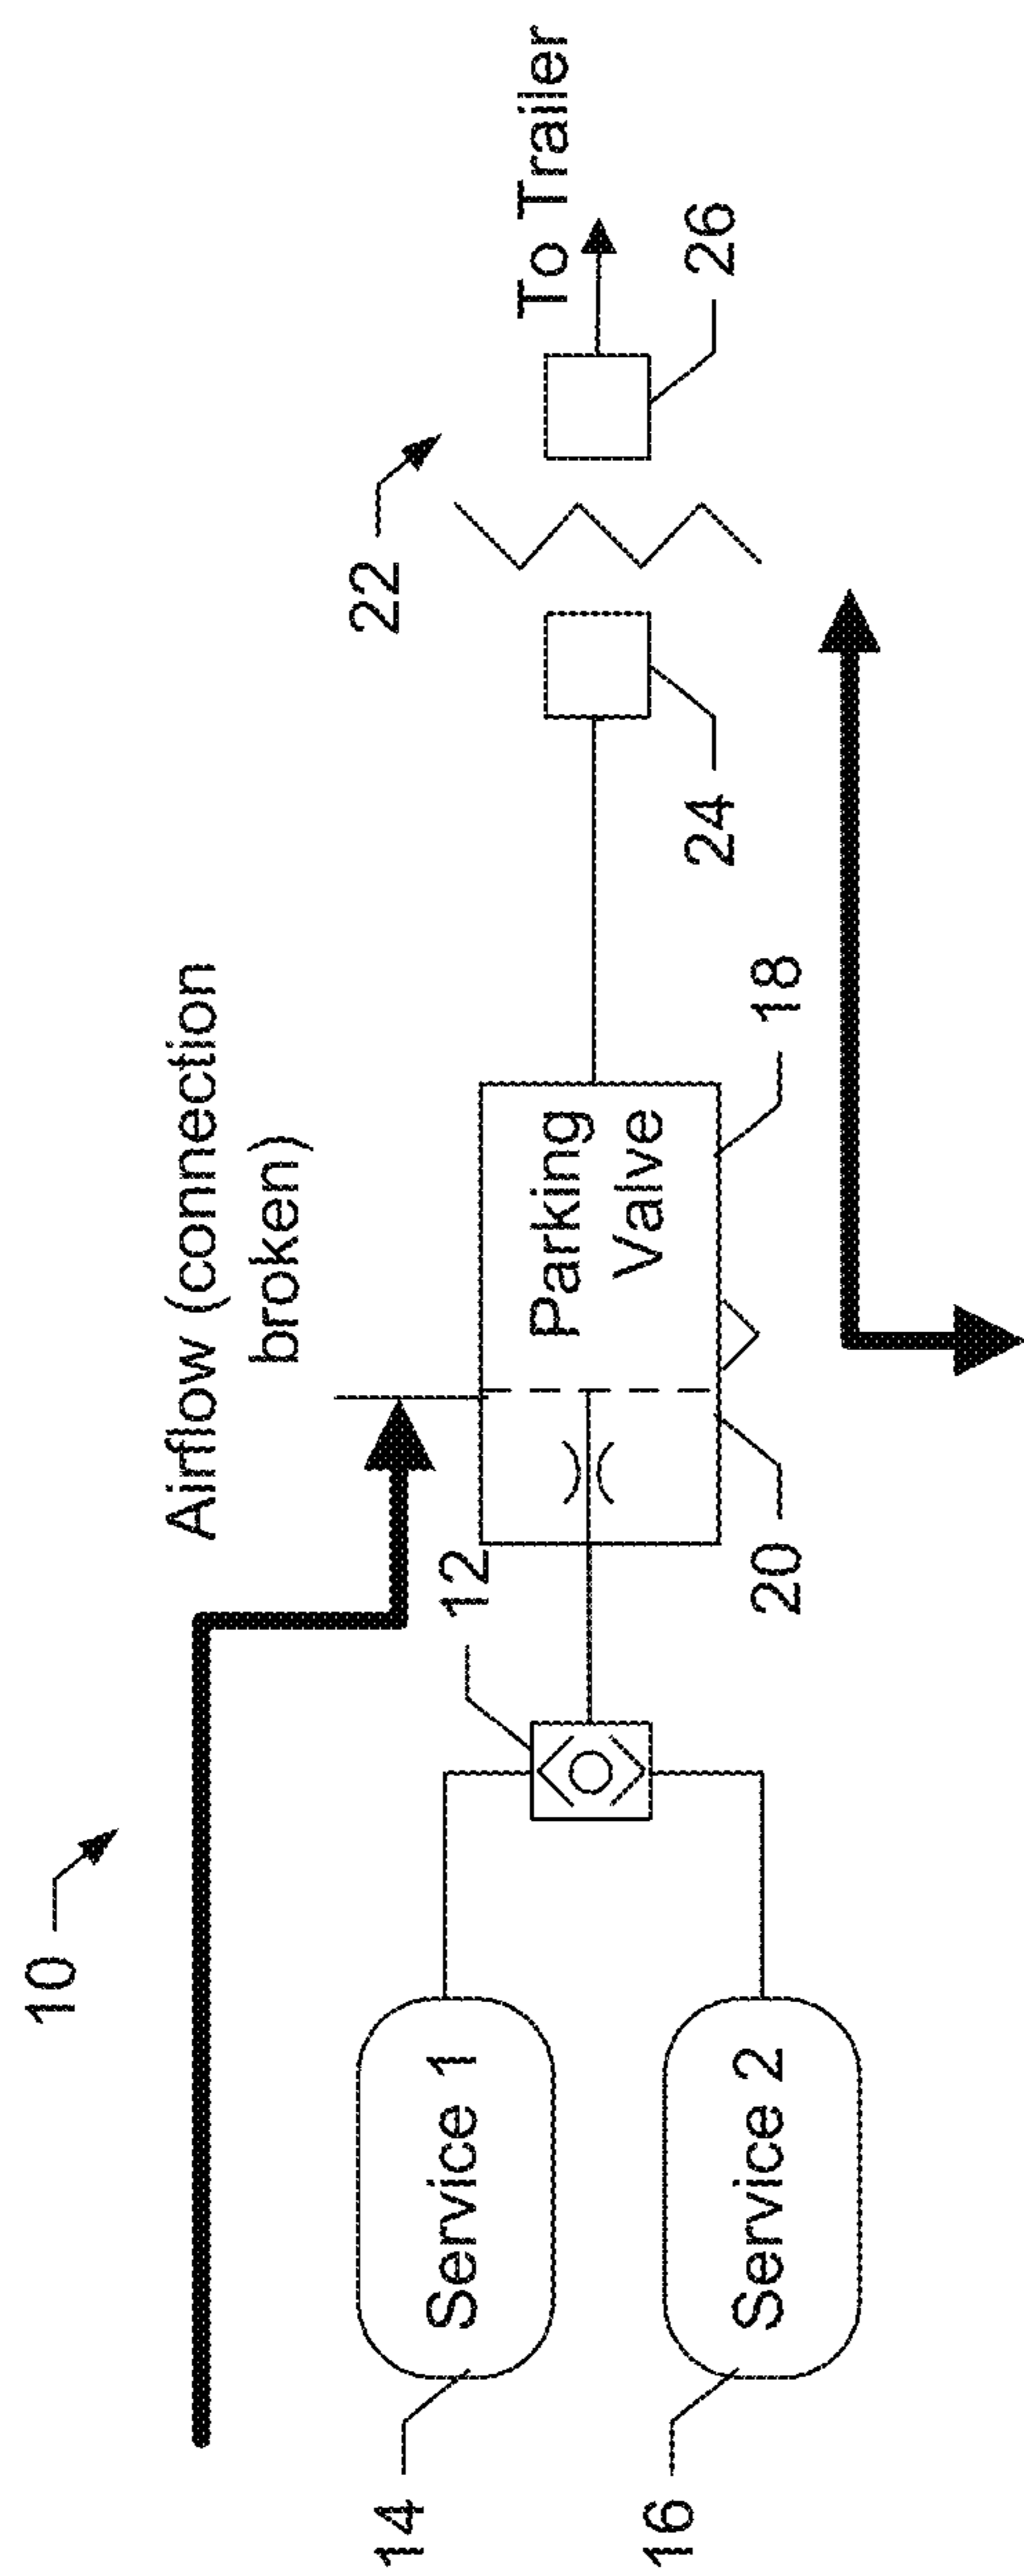 10
Airflow (connection
broken)
22
To Trailer
12
14
Service 1
Parking
Valve
16
Service 2
20
18
24
26